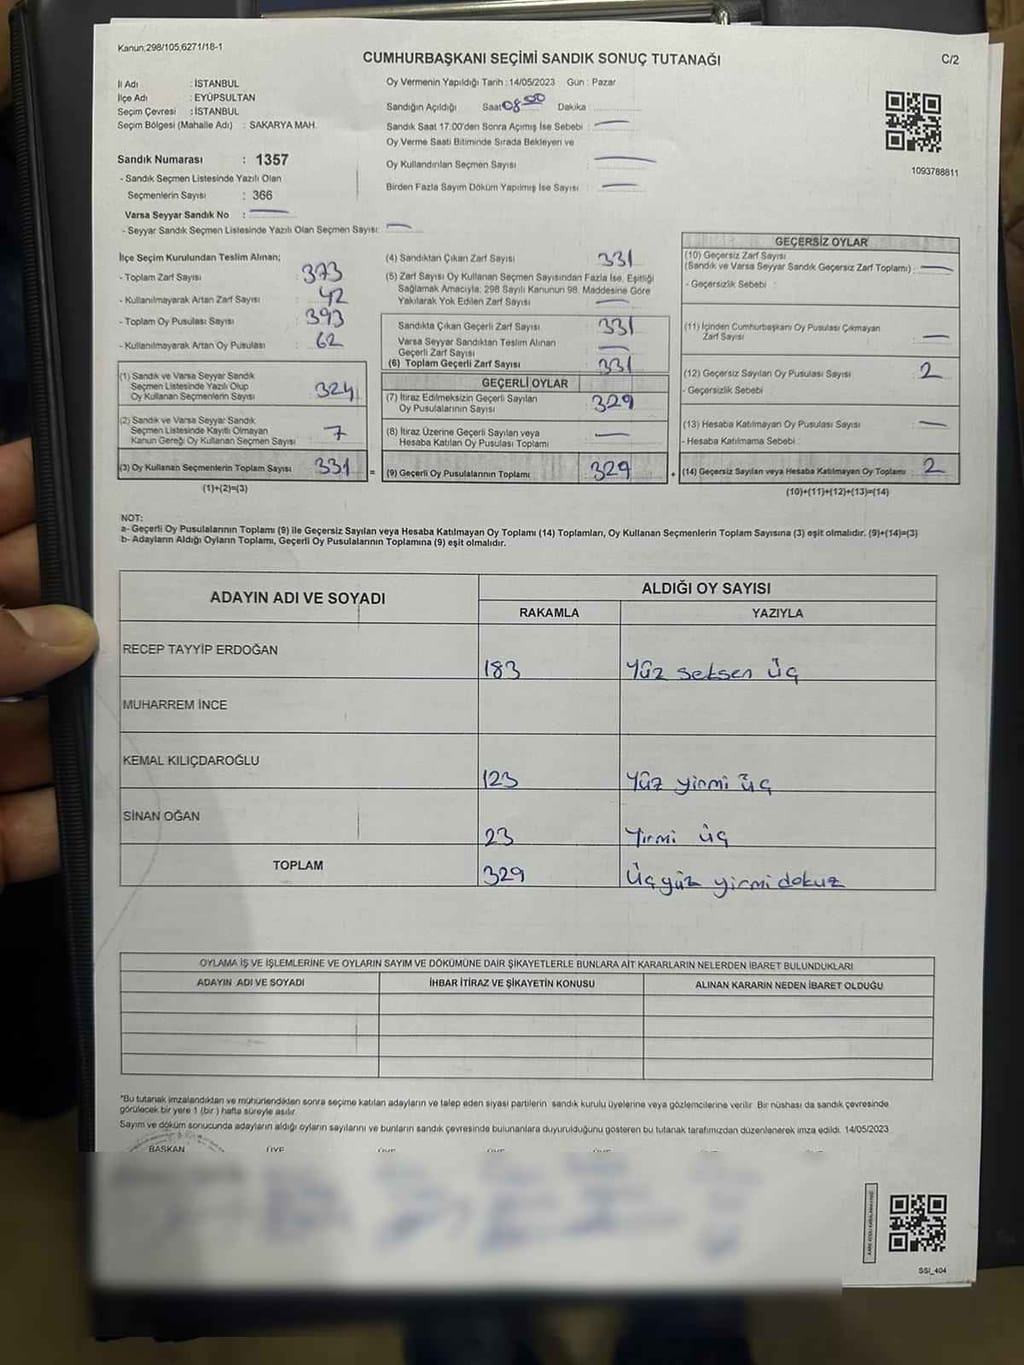 Kanun:298/105,6271/18-1
CUMHURBAŞKANI SEÇİMİ SANDIK SONUÇ TUTANAĞI
C/2
İl Adı : İSTANBUL
İlçe Adı : EYÜPSULTAN
Seçim Çevresi : İSTANBUL
Seçim Bölgesi (Mahalle Adı) : SAKARYA MAH.
Sandık Numarası : 1357
- Sandık Seçmen Listesinde Yazılı Olan
Seçmenlerin Sayısı : 366
Varsa Seyyar Sandık No : —
- Seyyar Sandık Seçmen Listesinde Yazılı Olan Seçmen Sayısı: —
Oy Vermenin Yapıldığı Tarih : 14/05/2023 Gün : Pazar
Sandığın Açıldığı Saat 08 00 Dakika
Sandık Saat 17:00'den Sonra Açımış İse Sebebi : —
Oy Verme Saati Bitiminde Sırada Bekleyen ve
Oy Kullandırılan Seçmen Sayısı —
Birden Fazla Sayım Döküm Yapılmış İse Sayısı —
1093788811
İlçe Seçim Kurulundan Teslim Alınan;
- Toplam Zarf Sayısı : 373
- Kullanılmayarak Artan Zarf Sayısı : 42
- Toplam Oy Pusulası Sayısı : 393
- Kullanılmayarak Artan Oy Pusulası : 62
(1) Sandık ve Varsa Seyyar Sandık
Seçmen Listesinde Yazılı Olup
Oy Kullanan Seçmenlerin Sayısı 324
(2) Sandık ve Varsa Seyyar Sandık
Seçmen Listesinde Kayıtlı Olmayan
Kanun Gereği Oy Kullanan Seçmen Sayısı 7
(3) Oy Kullanan Seçmenlerin Toplam Sayısı 331
(1)+(2)=(3)
=
(4) Sandıktan Çıkan Zarf Sayısı 331
(5) Zarf Sayısı Oy Kullanan Seçmen Sayısından Fazla İse, Eşitliği
Sağlamak Amacıyla; 298 Sayılı Kanunun 98. Maddesine Göre
Yakılarak Yok Edilen Zarf Sayısı —
Sandıkta Çıkan Geçerli Zarf Sayısı 331
Varsa Seyyar Sandıktan Teslim Alınan
Geçerli Zarf Sayısı —
(6) Toplam Geçerli Zarf Sayısı 331
GEÇERLİ OYLAR
(7) İtiraz Edilmeksizin Geçerli Sayılan
Oy Pusulalarının Sayısı 329
(8) İtiraz Üzerine Geçerli Sayılan veya
Hesaba Katılan Oy Pusulası Toplamı —
(9) Geçerli Oy Pusulalarının Toplamı 329
+
GEÇERSİZ OYLAR
(10) Geçersiz Zarf Sayısı
(Sandık ve Varsa Seyyar Sandık Geçersiz Zarf Toplamı) : —
- Geçersizlik Sebebi :
(11) İçinden Cumhurbaşkanı Oy Pusulası Çıkmayan
Zarf Sayısı —
(12) Geçersiz Sayılan Oy Pusulası Sayısı 2
- Geçersizlik Sebebi
(13) Hesaba Katılmayan Oy Pusulası Sayısı —
- Hesaba Katılmama Sebebi :
(14) Geçersiz Sayılan veya Hesaba Katılmayan Oy Toplamı : 2
(10)+(11)+(12)+(13)=(14)
NOT:
a- Geçerli Oy Pusulalarının Toplamı (9) ile Geçersiz Sayılan veya Hesaba Katılmayan Oy Toplamı (14) Toplamları, Oy Kullanan Seçmenlerin Toplam Sayısına (3) eşit olmalıdır. (9)+(14)=(3)
b- Adayların Aldığı Oyların Toplamı, Geçerli Oy Pusulalarının Toplamına (9) eşit olmalıdır.
ADAYIN ADI VE SOYADI
ALDIĞI OY SAYISI
RAKAMLA YAZIYLA
RECEP TAYYİP ERDOĞAN 183 Yüz seksen üç
MUHARREM İNCE
KEMAL KILIÇDAROĞLU 123 Yüz yirmi üç
SİNAN OĞAN 23 Yirmi üç
TOPLAM 329 Üçyüz yirmi dokuz
OYLAMA İŞ VE İŞLEMLERİNE VE OYLARIN SAYIM VE DÖKÜMÜNE DAİR ŞİKAYETLERLE BUNLARA AİT KARARLARIN NELERDEN İBARET BULUNDUKLARI
ADAYIN ADI VE SOYADI İHBAR İTİRAZ VE ŞİKAYETİN KONUSU ALINAN KARARIN NEDEN İBARET OLDUĞU
*Bu tutanak imzalandıktan ve mühürlendikten sonra seçime katılan adayların ve talep eden siyasi partilerin sandık kurulu üyelerine veya gözlemcilerine verilir. Bir nüshası da sandık çevresinde
görülecek bir yere 1 (bir) hafta süreyle asılır.
Sayım ve döküm sonucunda adayların aldığı oyların sayılarını ve bunların sandık çevresinde bulunanlara duyurulduğunu gösteren bu tutanak tarafımızdan düzenlenerek imza edildi. 14/05/2023
BAŞKAN ÜYE ÜYE ÜYE ÜYE
SSI_404